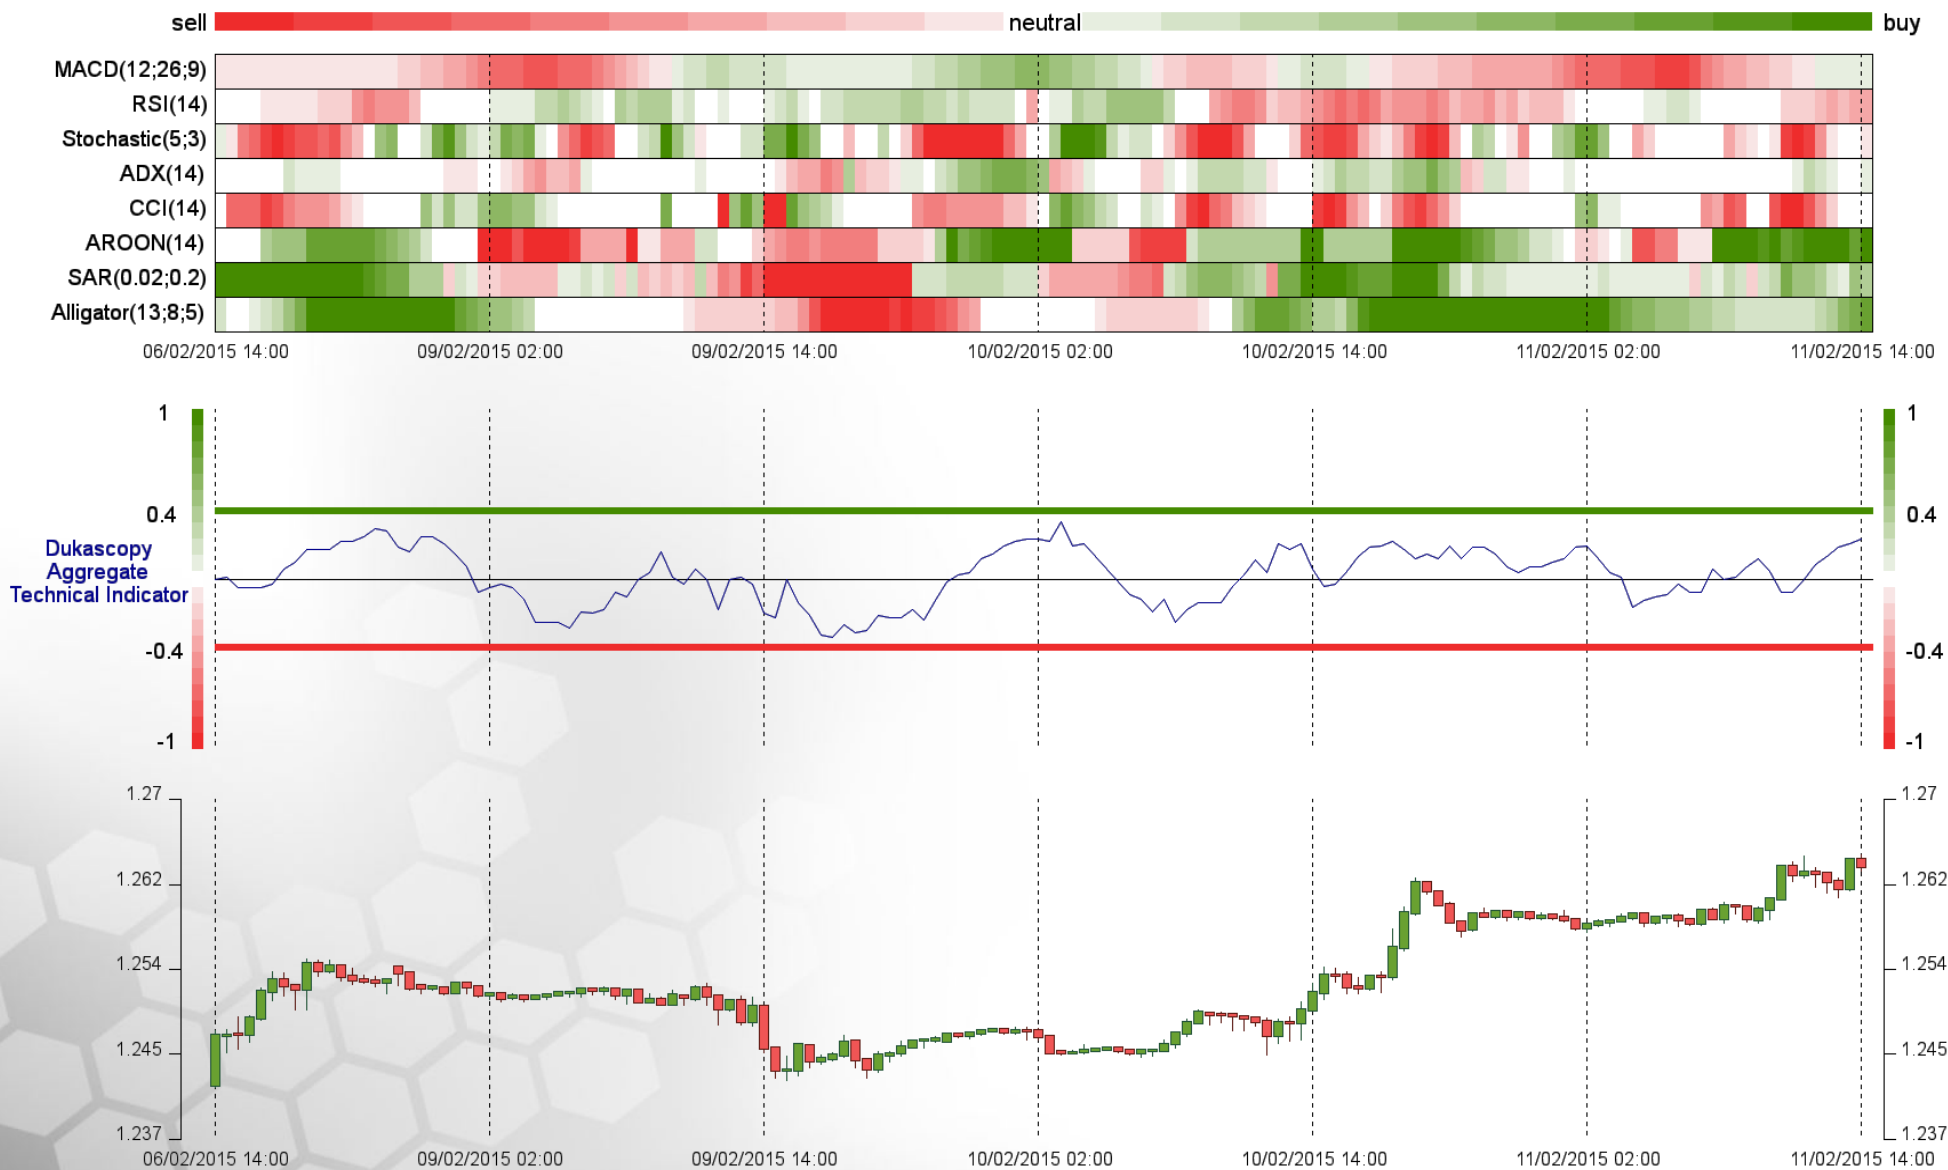 sell neutral buy
MACD(12;26;9)
RSI(14)
Stochastic(5;3)
ADX(14)
CCI(14)
AROON(14)
SAR(0.02;0.2)
Alligator(13;8;5)
06/02/2015 14:00 09/02/2015 02:00 09/02/2015 14:00 10/02/2015 02:00 10/02/2015 14:00 11/02/2015 02:00 11/02/2015 14:00
1 1
0.4 0.4
Dukascopy
Aggregate
Technical Indicator
-0.4 -0.4
-1 -1
1.27 1.27
1.262 1.262
1.254 1.254
1.245 1.245
1.237 1.237
06/02/2015 14:00 09/02/2015 02:00 09/02/2015 14:00 10/02/2015 02:00 10/02/2015 14:00 11/02/2015 02:00 11/02/2015 14:00